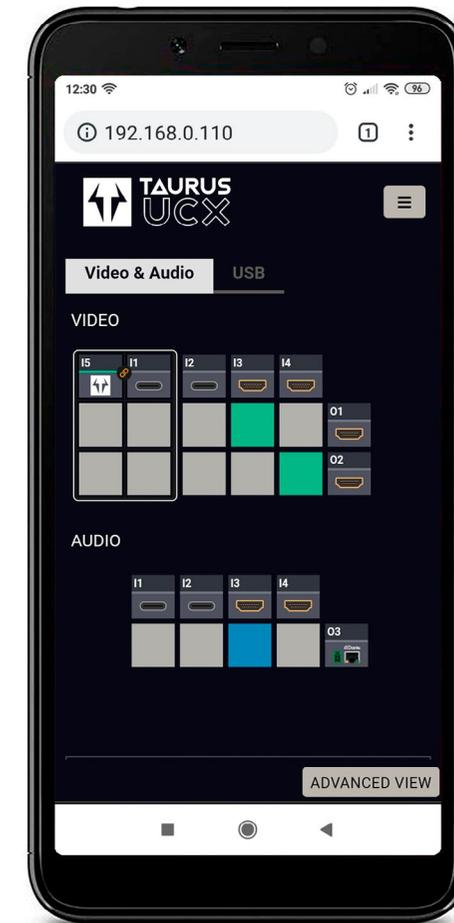 12:30
96
192.168.0.110
1
TAURUS
UCX
Video & Audio USB
VIDEO
I5 I1 I2 I3 I4
O1
O2
AUDIO
I1 I2 I3 I4
O3
Dante
ADVANCED VIEW